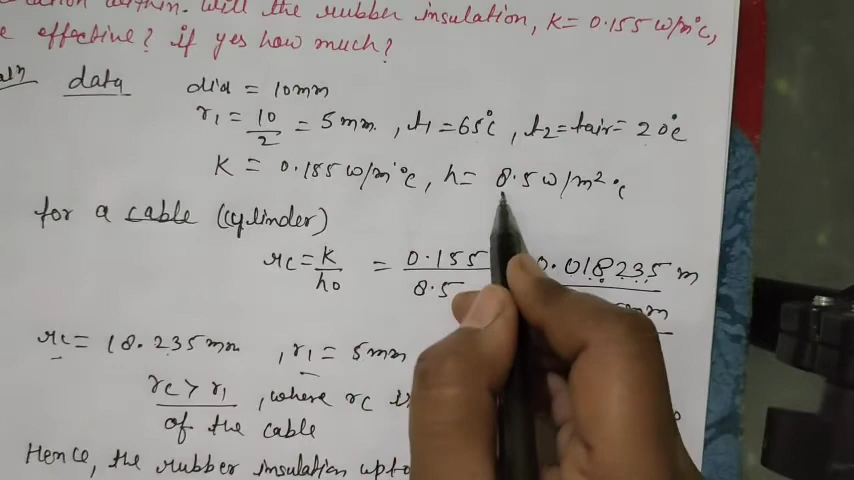 within. Will the rubber insulation, K = 0.155 w/m°c,
effective? if yes how much?
data dia = 10mm
r1 = 10/2 = 5mm, t1 = 65°c, t2 = tair = 20°c
K = 0.155 w/m°c, h = 8.5 w/m² °c
for a cable (cylinder)
rc = K/h0 = 0.155/8.5 0.018235 m
mm
rc = 18.235mm, r1 = 5mm
rc > r1, where rc
of the cable
Hence, the rubber insulation upto